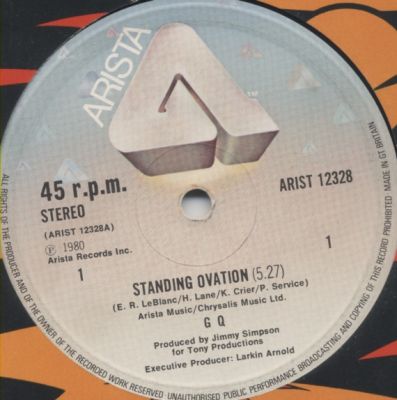 ARISTA
TM
45 r.p.m.
STEREO
(ARIST 12328A)
℗ 1980
Arista Records Inc.
1
ARIST 12328
1
STANDING OVATION (5.27)
(E. R. LeBlanc/H. Lane/K. Crier/P. Service)
Arista Music/Chrysalis Music Ltd.
G Q
Produced by Jimmy Simpson
for Tony Productions
Executive Producer: Larkin Arnold
ALL RIGHTS OF THE PRODUCER AND OF THE OWNER OF THE RECORDED WORK RESERVED UNAUTHORISED PUBLIC PERFORMANCE BROADCASTING AND COPYING OF THIS RECORD PROHIBITED MADE IN GT BRITAIN